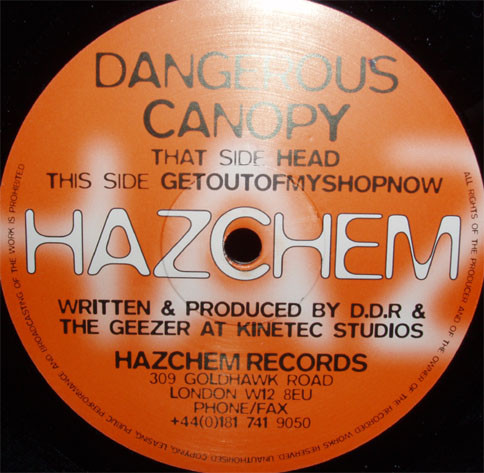 DANGEROUS
CANOPY
THAT SIDE HEAD
THIS SIDE GETOUTOFMYSHOPNOW
HAZCHEM
WRITTEN & PRODUCED BY D.D.R &
THE GEEZER AT KINETEC STUDIOS
HAZCHEM RECORDS
309 GOLDHAWK ROAD
LONDON W12 8EU
PHONE/FAX
+44(0)181 741 9050
ALL RIGHTS OF THE PRODUCER AND OF THE OWNER OF THE RECORDED WORKS RESERVED. UNAUTHORISED COPYING, LEASING, PUBLIC PERFORMANCE AND BROADCASTING OF THE WORK IS PROHIBITED